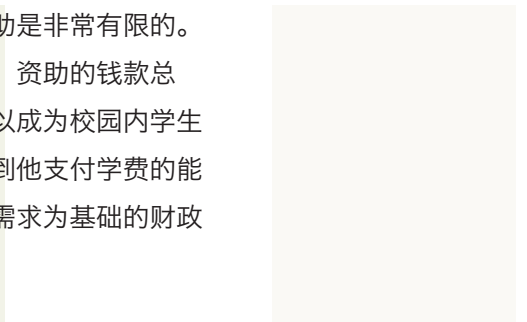 助是非常有限的。
资助的钱款总
以成为校园内学生
到他支付学费的能
需求为基础的财政